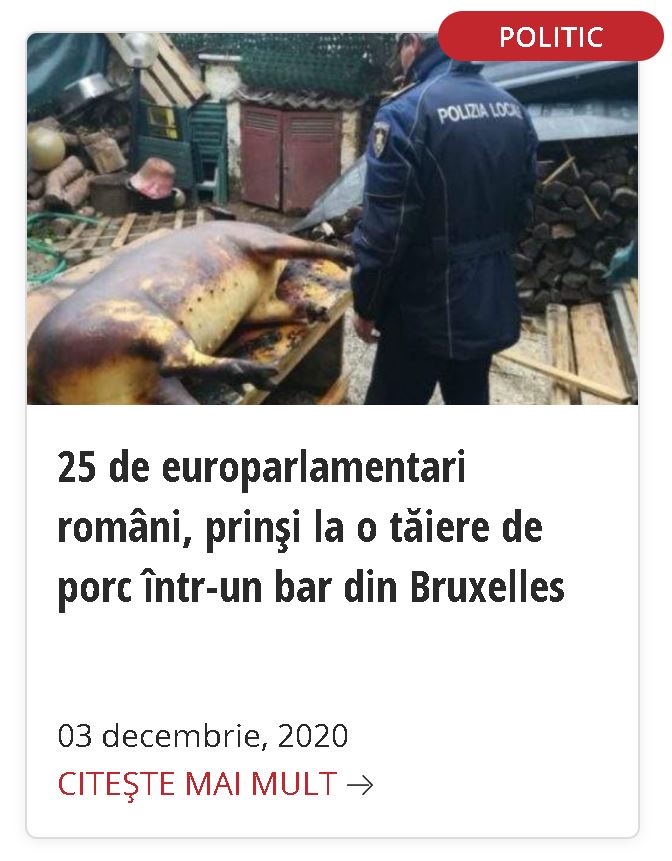 POLITIC
POLIZIA LOCALE
25 de europarlamentari
români, prinşi la o tăiere de
porc într-un bar din Bruxelles
03 decembrie, 2020
CITEŞTE MAI MULT →